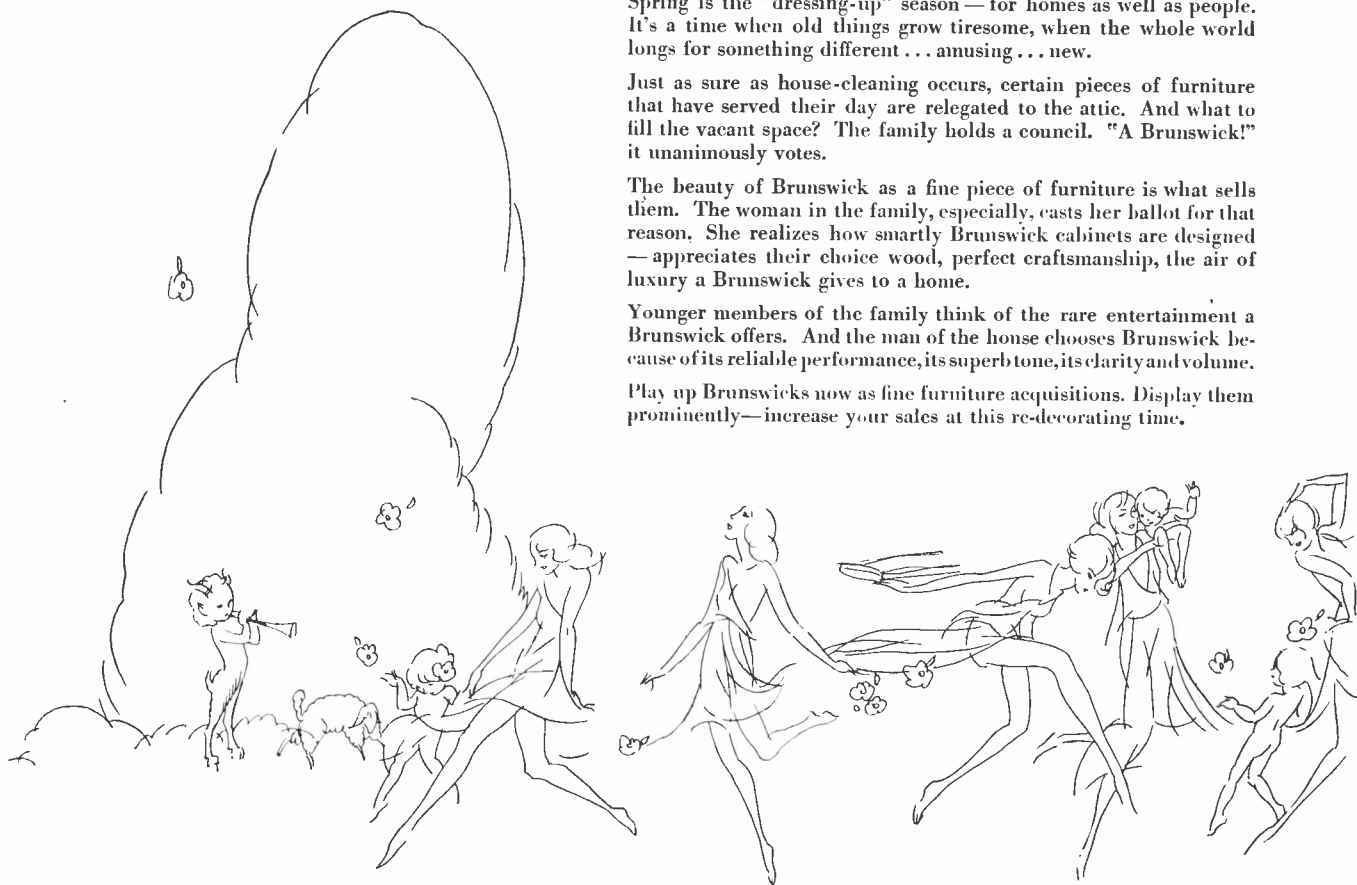 Spring is the "dressing-up" season — for homes as well as people.
It's a time when old things grow tiresome, when the whole world
longs for something different . . . amusing . . . new.
Just as sure as house-cleaning occurs, certain pieces of furniture
that have served their day are relegated to the attic. And what to
fill the vacant space? The family holds a council. "A Brunswick!"
it unanimously votes.
The beauty of Brunswick as a fine piece of furniture is what sells
them. The woman in the family, especially, casts her ballot for that
reason. She realizes how smartly Brunswick cabinets are designed
— appreciates their choice wood, perfect craftsmanship, the air of
luxury a Brunswick gives to a home.
Younger members of the family think of the rare entertainment a
Brunswick offers. And the man of the house chooses Brunswick be-
cause of its reliable performance, its superb tone, its clarity and volume.
Play up Brunswicks now as fine furniture acquisitions. Display them
prominently—increase your sales at this re-decorating time.